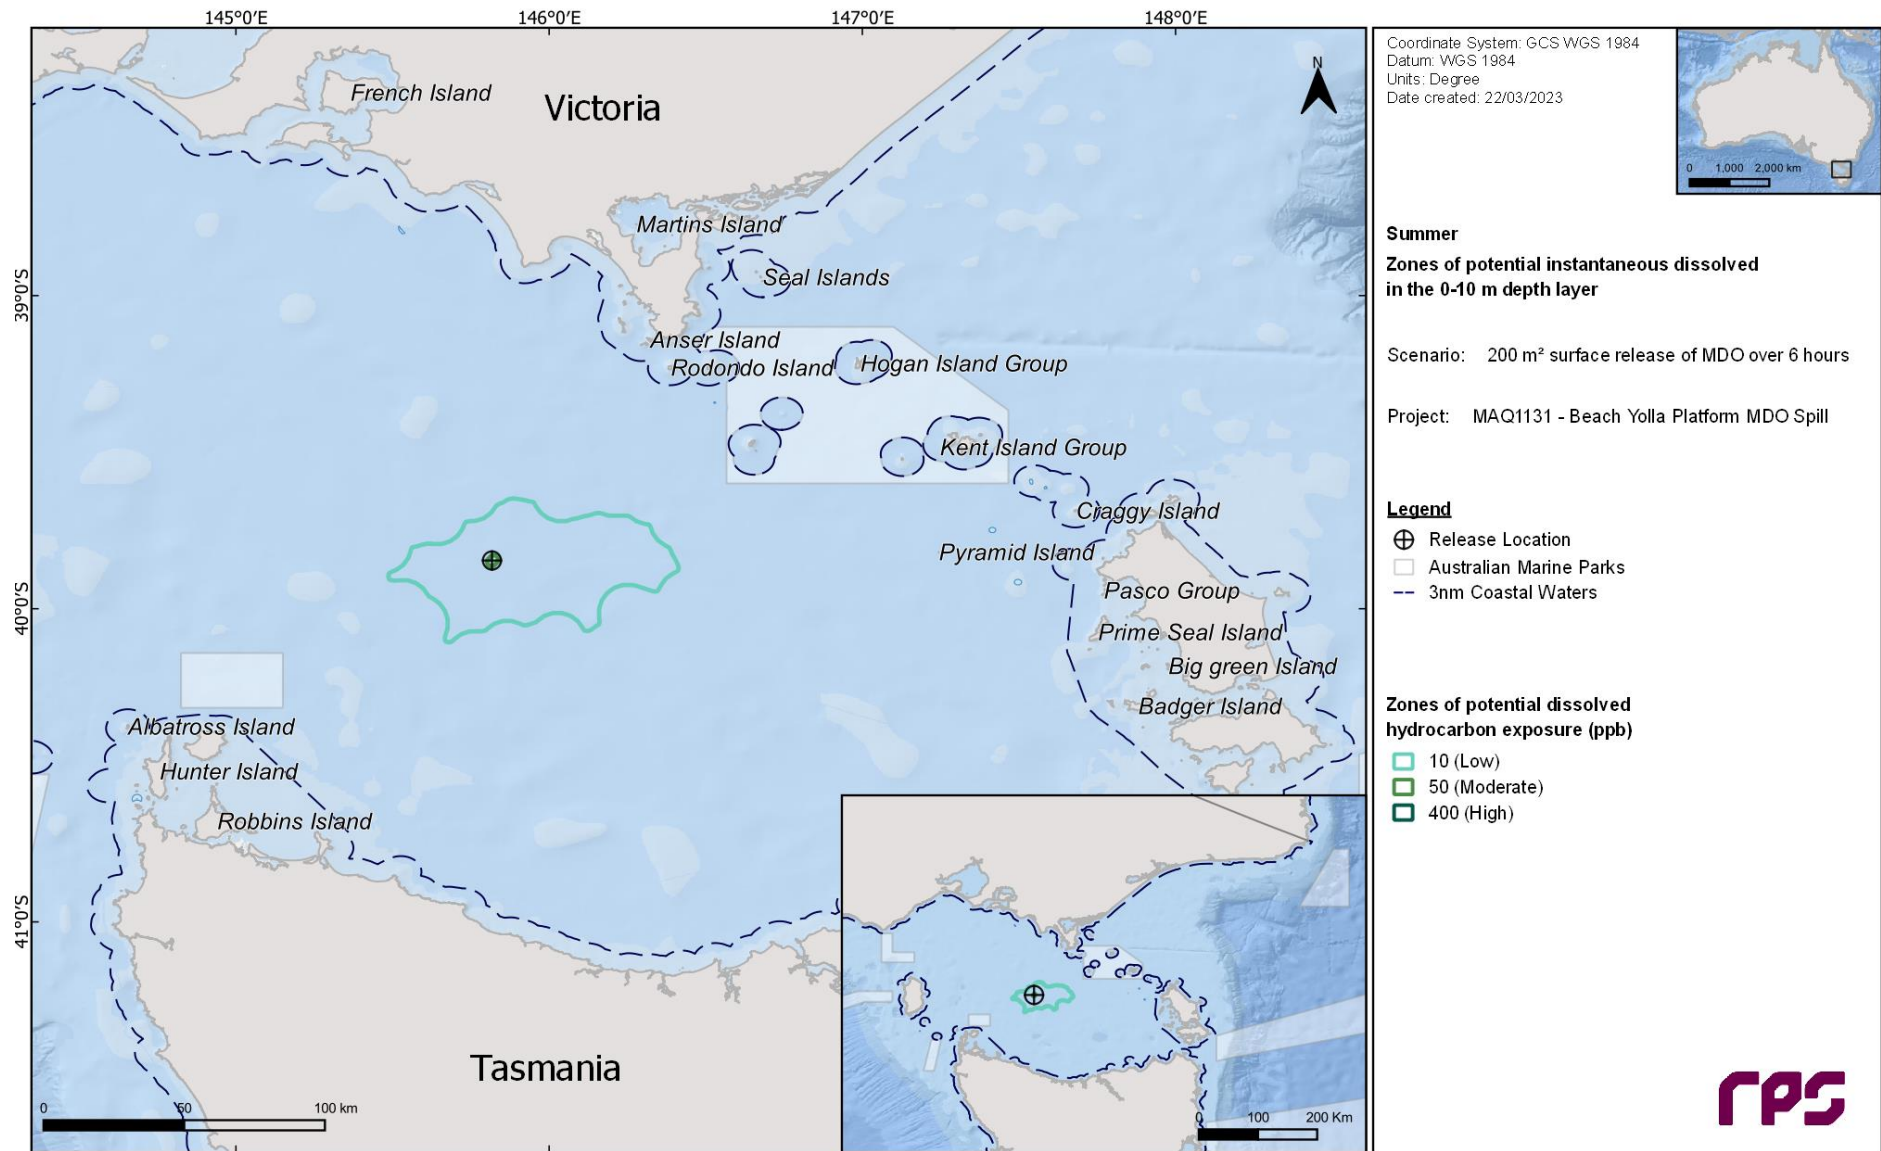 145°0'E 146°0'E 147°0'E 148°0'E
39°0'S
40°0'S
41°0'S
French Island
Victoria
N
Martins Island
Seal Islands
Anser Island
Rodondo Island
Hogan Island Group
Kent Island Group
Craggy Island
Pyramid Island
Pasco Group
Prime Seal Island
Big green Island
Badger Island
Albatross Island
Hunter Island
Robbins Island
Tasmania
0 50 100 km
0 100 200 Km
Coordinate System: GCS WGS 1984
Datum: WGS 1984
Units: Degree
Date created: 22/03/2023
0 1,000 2,000 km
Summer
Zones of potential instantaneous dissolved
in the 0-10 m depth layer
Scenario: 200 m² surface release of MDO over 6 hours
Project: MAQ1131 - Beach Yolla Platform MDO Spill
Legend
Release Location
Australian Marine Parks
3nm Coastal Waters
Zones of potential dissolved
hydrocarbon exposure (ppb)
10 (Low)
50 (Moderate)
400 (High)
rps